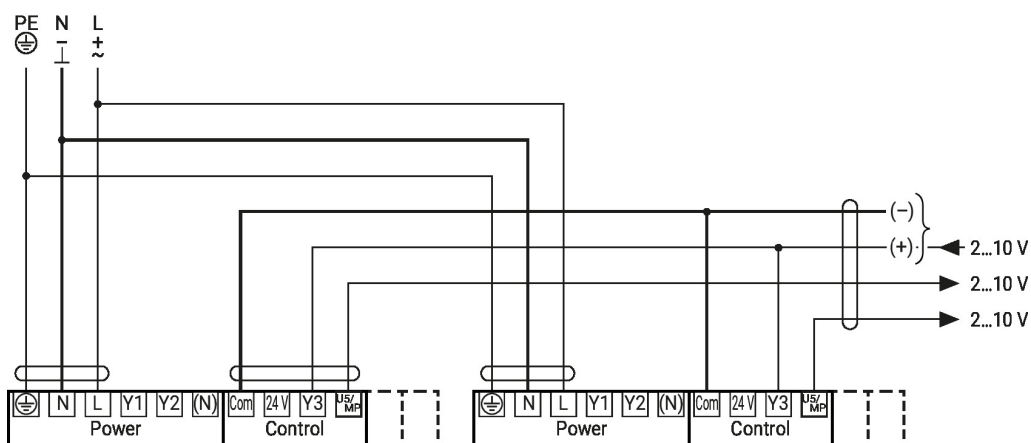 PE N L
⏚ – +
⊥ ~
(–)
(+) 2...10 V
2...10 V
2...10 V
⏚ N L Y1 Y2 (N) Com 24 V Y3 U5/MP ⏚ N L Y1 Y2 (N) Com 24 V Y3 U5/MP
Power Control Power Control